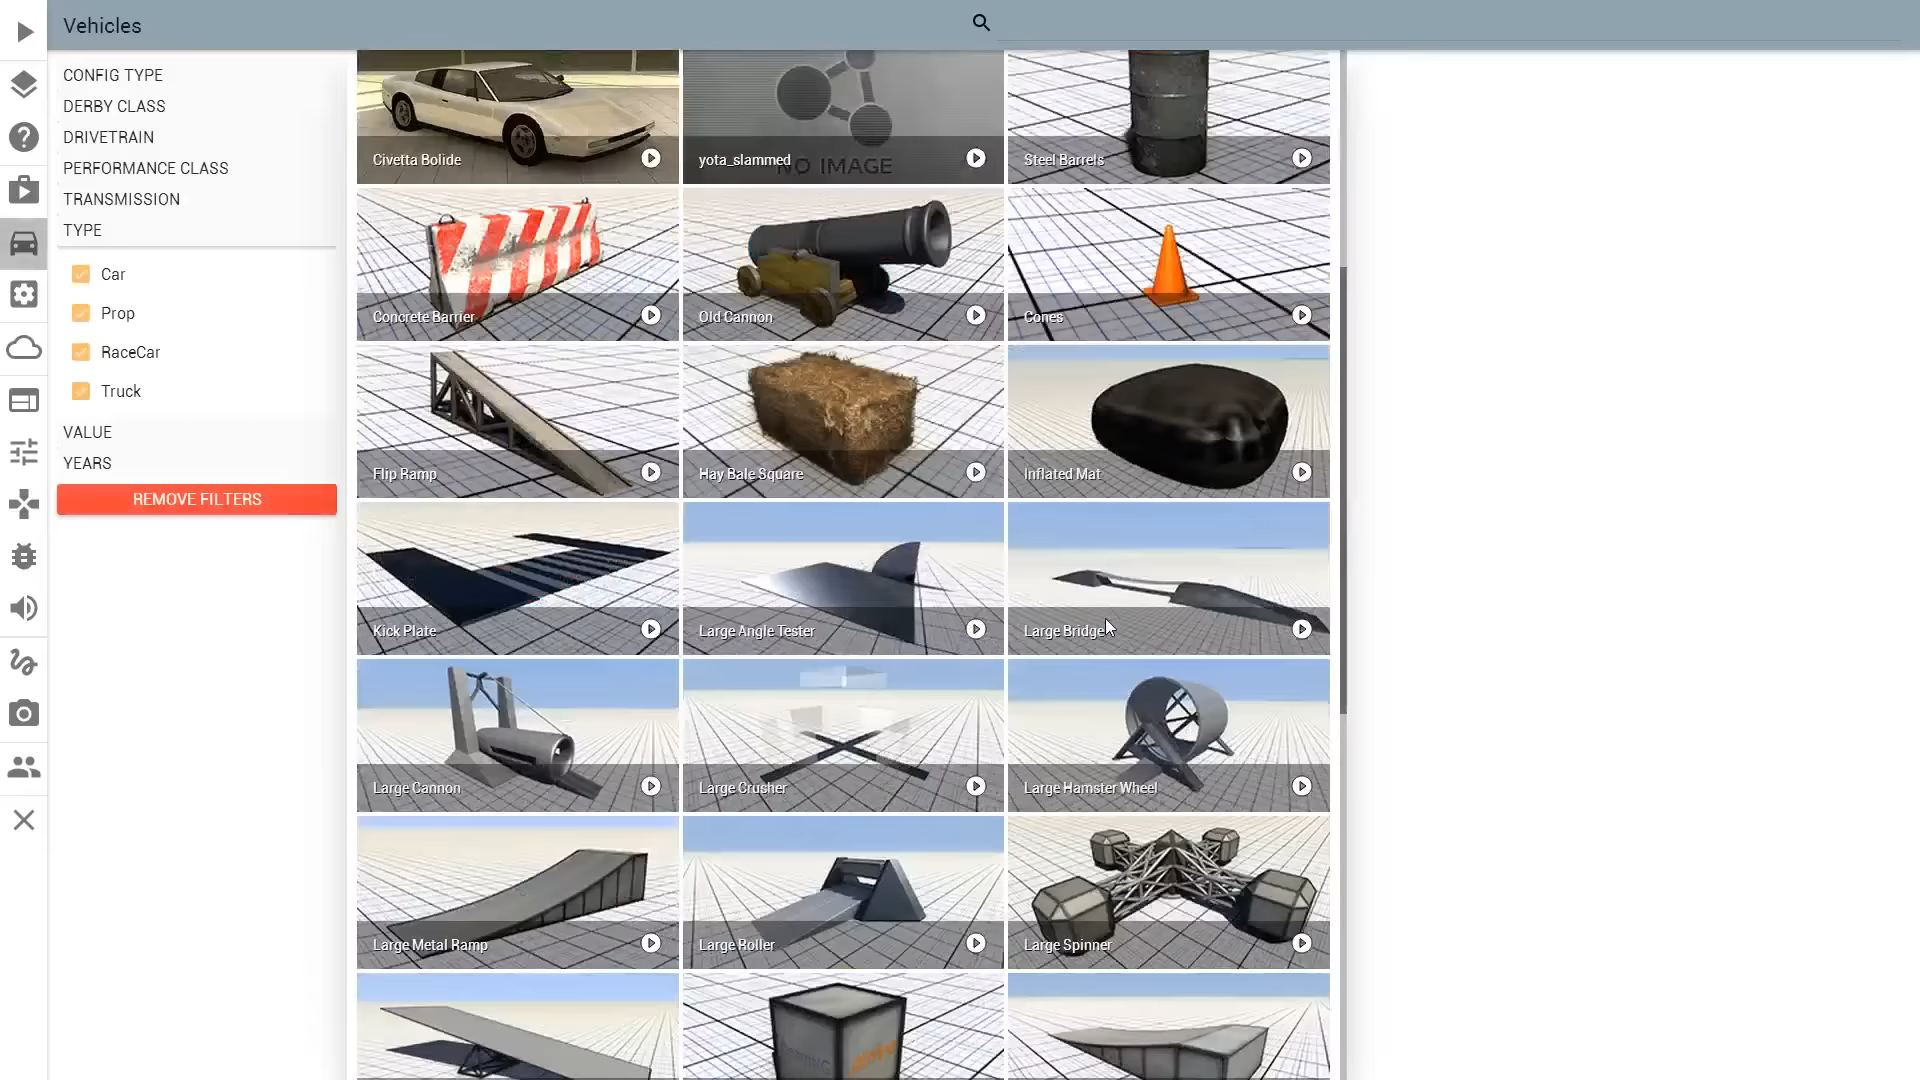 Vehicles
CONFIG TYPE
DERBY CLASS
DRIVETRAIN
PERFORMANCE CLASS
TRANSMISSION
TYPE
Car
Prop
RaceCar
Truck
VALUE
YEARS
REMOVE FILTERS
Civetta Bolide
yota_slammed
NO IMAGE
Steel Barrels
Concrete Barrier
Old Cannon
Cones
Flip Ramp
Hay Bale Square
Inflated Mat
Kick Plate
Large Angle Tester
Large Bridge
Large Cannon
Large Crusher
Large Hamster Wheel
Large Metal Ramp
Large Roller
Large Spinner